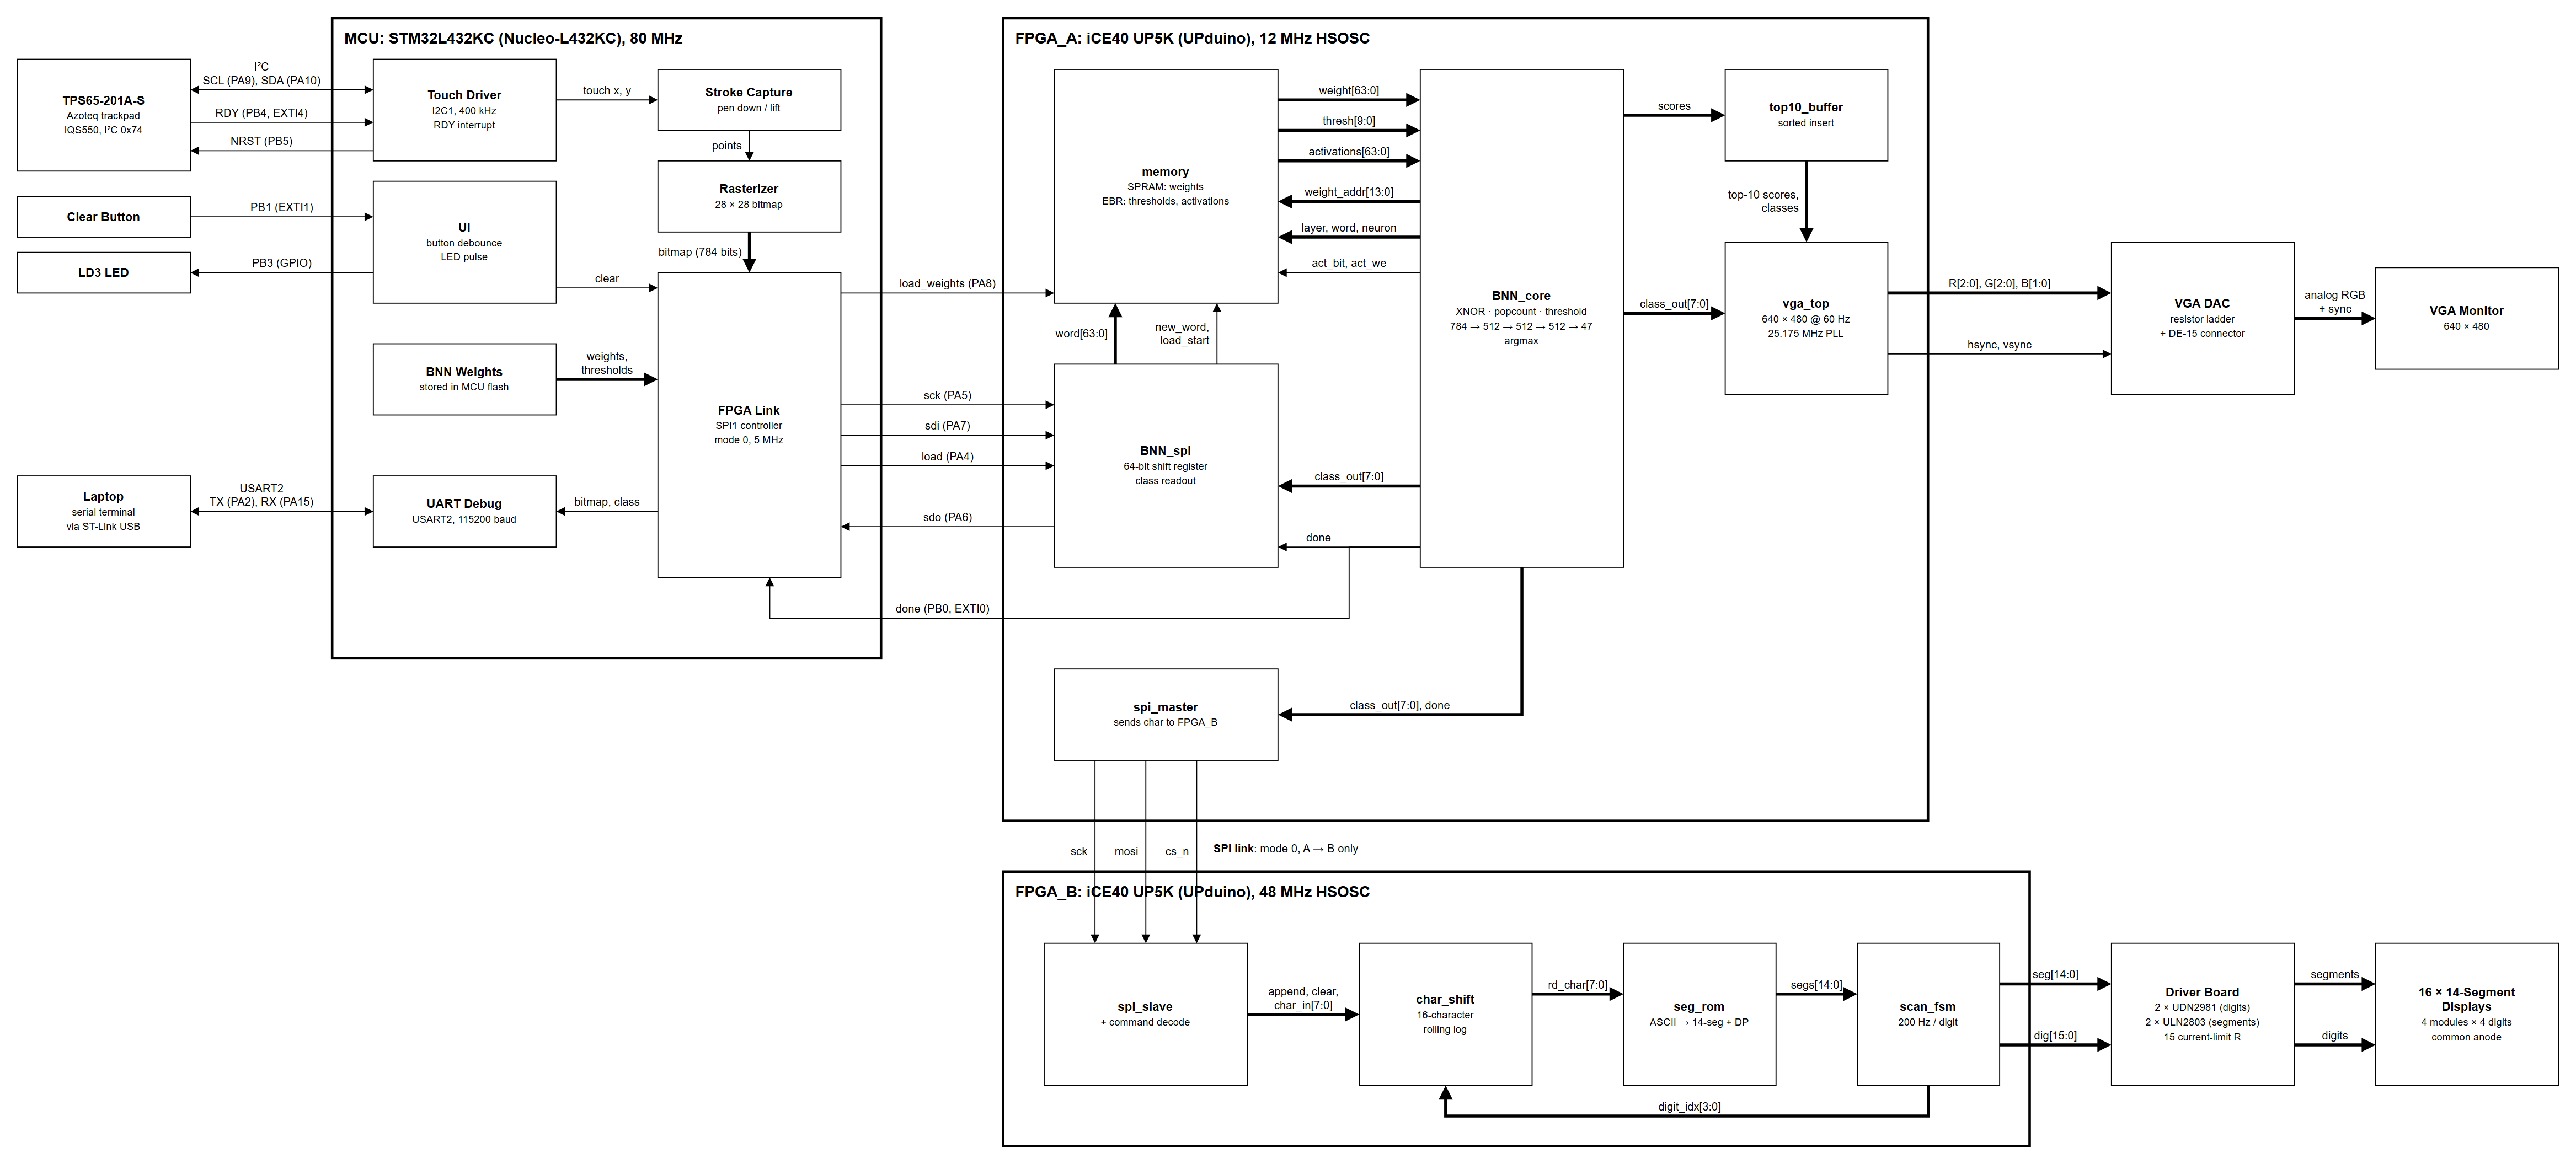 MCU: STM32L432KC (Nucleo-L432KC), 80 MHz
TPS65-201A-S
Azoteq trackpad
IQS550, I²C 0x74
I²C
SCL (PA9), SDA (PA10)
RDY (PB4, EXTI4)
NRST (PB5)
Touch Driver
I2C1, 400 kHz
RDY interrupt
touch x, y
Stroke Capture
pen down / lift
points
Rasterizer
28 × 28 bitmap
bitmap (784 bits)
Clear Button
PB1 (EXTI1)
LD3 LED
PB3 (GPIO)
UI
button debounce
LED pulse
clear
BNN Weights
stored in MCU flash
weights,
thresholds
FPGA Link
SPI1 controller
mode 0, 5 MHz
Laptop
serial terminal
via ST-Link USB
USART2
TX (PA2), RX (PA15)
UART Debug
USART2, 115200 baud
bitmap, class
load_weights (PA8)
sck (PA5)
sdi (PA7)
load (PA4)
sdo (PA6)
done (PB0, EXTI0)
FPGA_A: iCE40 UP5K (UPduino), 12 MHz HSOSC
memory
SPRAM: weights
EBR: thresholds, activations
weight[63:0]
thresh[9:0]
activations[63:0]
weight_addr[13:0]
layer, word, neuron
act_bit, act_we
word[63:0]
new_word,
load_start
BNN_spi
64-bit shift register
class readout
class_out[7:0]
done
BNN_core
XNOR · popcount · threshold
784 → 512 → 512 → 512 → 47
argmax
scores
top10_buffer
sorted insert
top-10 scores,
classes
class_out[7:0]
vga_top
640 × 480 @ 60 Hz
25.175 MHz PLL
R[2:0], G[2:0], B[1:0]
hsync, vsync
VGA DAC
resistor ladder
+ DE-15 connector
analog RGB
+ sync
VGA Monitor
640 × 480
spi_master
sends char to FPGA_B
class_out[7:0], done
sck
mosi
cs_n
SPI link: mode 0, A → B only
FPGA_B: iCE40 UP5K (UPduino), 48 MHz HSOSC
spi_slave
+ command decode
append, clear,
char_in[7:0]
char_shift
16-character
rolling log
rd_char[7:0]
seg_rom
ASCII → 14-seg + DP
segs[14:0]
scan_fsm
200 Hz / digit
digit_idx[3:0]
seg[14:0]
dig[15:0]
Driver Board
2 × UDN2981 (digits)
2 × ULN2803 (segments)
15 current-limit R
segments
digits
16 × 14-Segment
Displays
4 modules × 4 digits
common anode